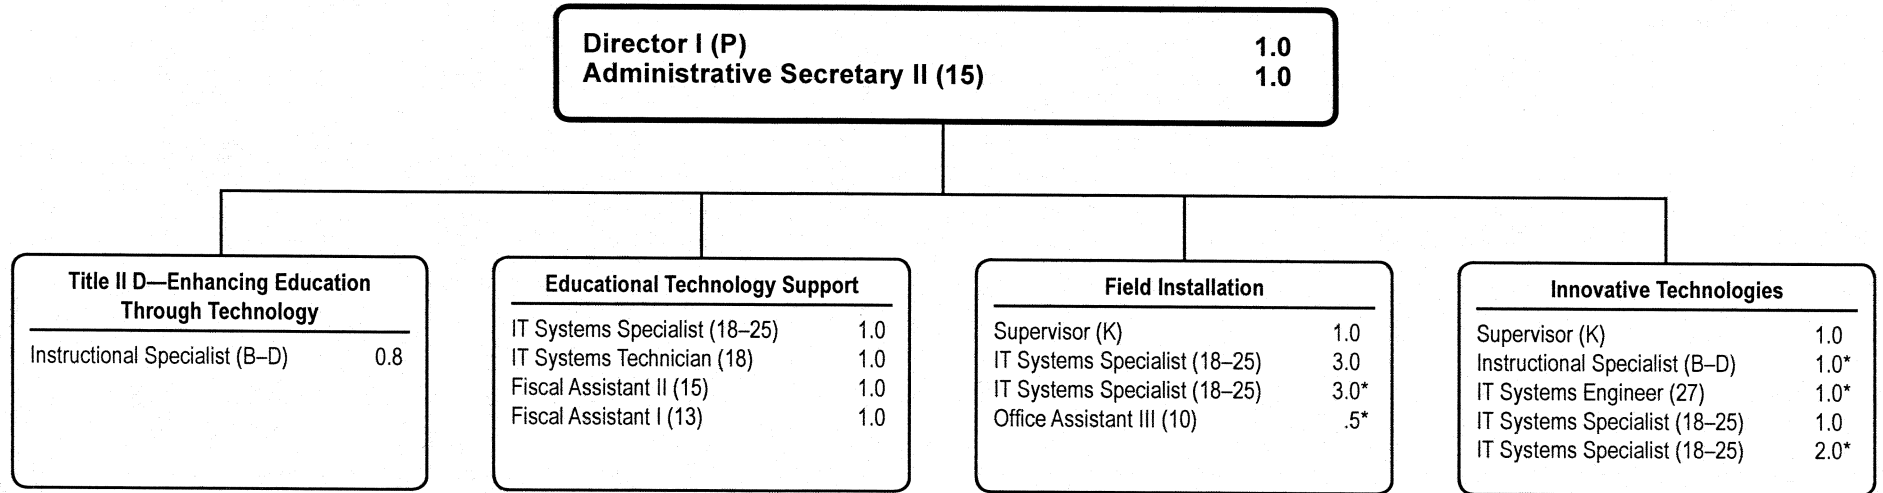 Director I (P) 1.0
Administrative Secretary II (15) 1.0
Title II D—Enhancing Education
Through Technology
Instructional Specialist (B–D) 0.8
Educational Technology Support
IT Systems Specialist (18–25) 1.0
IT Systems Technician (18) 1.0
Fiscal Assistant II (15) 1.0
Fiscal Assistant I (13) 1.0
Field Installation
Supervisor (K) 1.0
IT Systems Specialist (18–25) 3.0
IT Systems Specialist (18–25) 3.0*
Office Assistant III (10) .5*
Innovative Technologies
Supervisor (K) 1.0
Instructional Specialist (B–D) 1.0*
IT Systems Engineer (27) 1.0*
IT Systems Specialist (18–25) 1.0
IT Systems Specialist (18–25) 2.0*